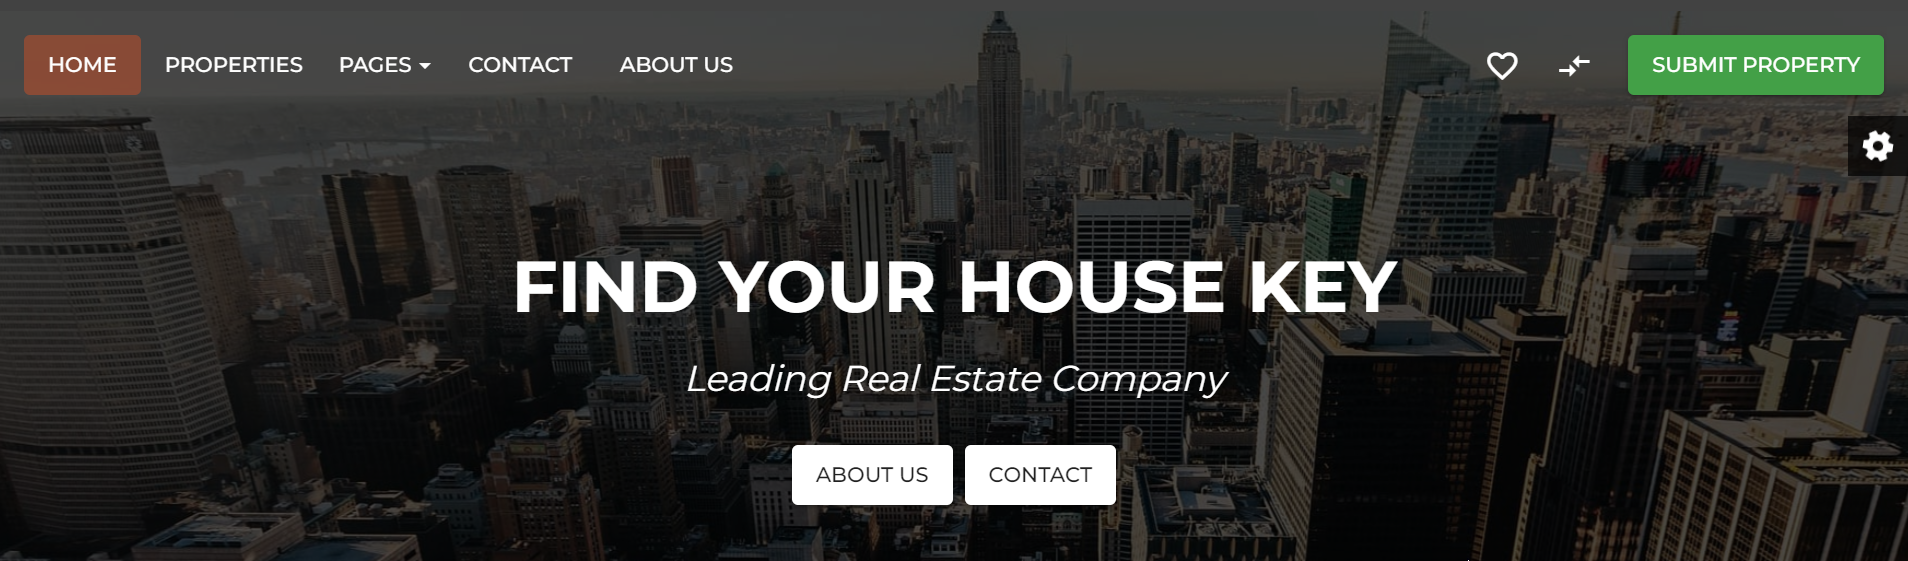 HOME PROPERTIES PAGES CONTACT ABOUT US SUBMIT PROPERTY
FIND YOUR HOUSE KEY
Leading Real Estate Company
ABOUT US CONTACT